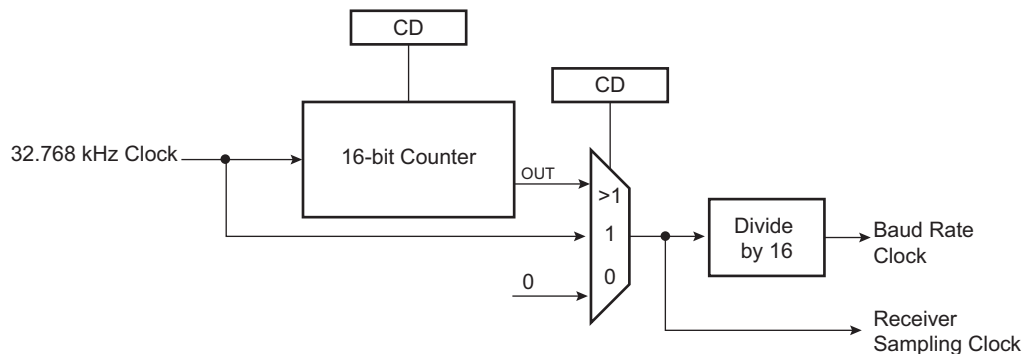 CD
CD
32.768 kHz Clock
16-bit Counter
OUT
>1
1
0
0
Divide
by 16
Baud Rate
Clock
Receiver
Sampling Clock